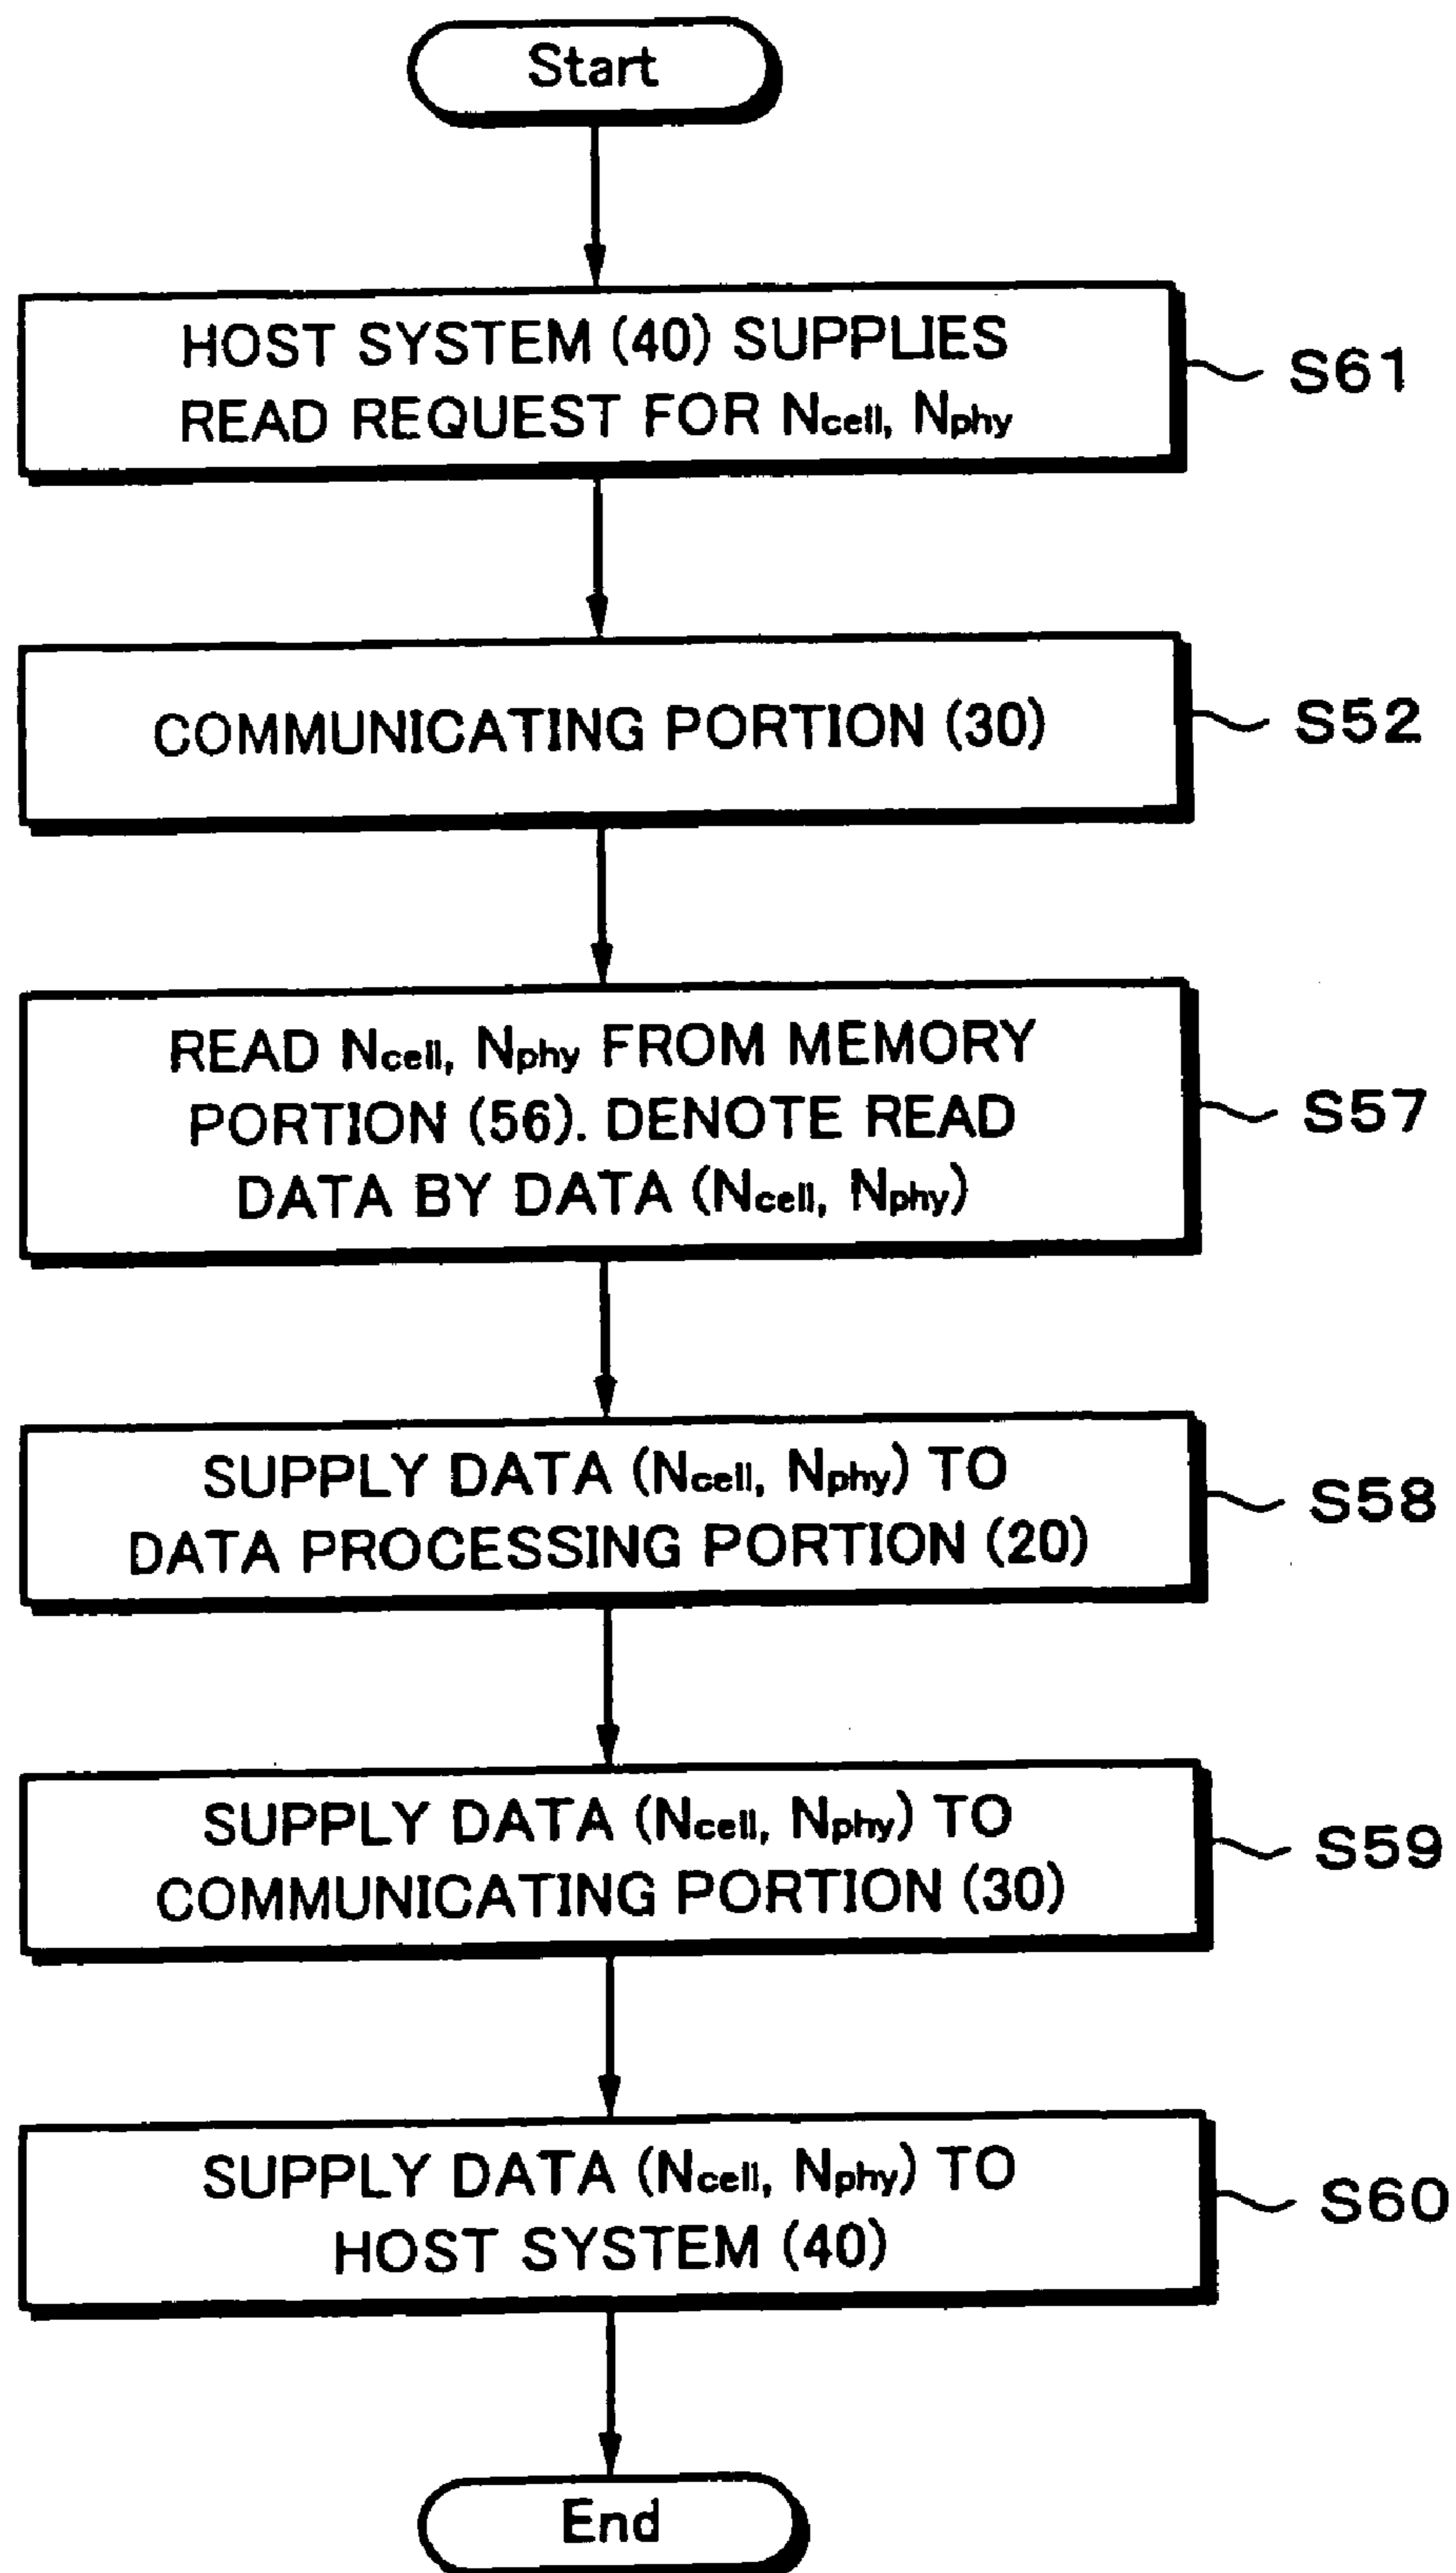 Start
HOST SYSTEM (40) SUPPLIES
READ REQUEST FOR Ncell, Nphy
S61
COMMUNICATING PORTION (30)
S52
READ Ncell, Nphy FROM MEMORY
PORTION (56). DENOTE READ
DATA BY DATA (Ncell, Nphy)
S57
SUPPLY DATA (Ncell, Nphy) TO
DATA PROCESSING PORTION (20)
S58
SUPPLY DATA (Ncell, Nphy) TO
COMMUNICATING PORTION (30)
S59
SUPPLY DATA (Ncell, Nphy) TO
HOST SYSTEM (40)
S60
End